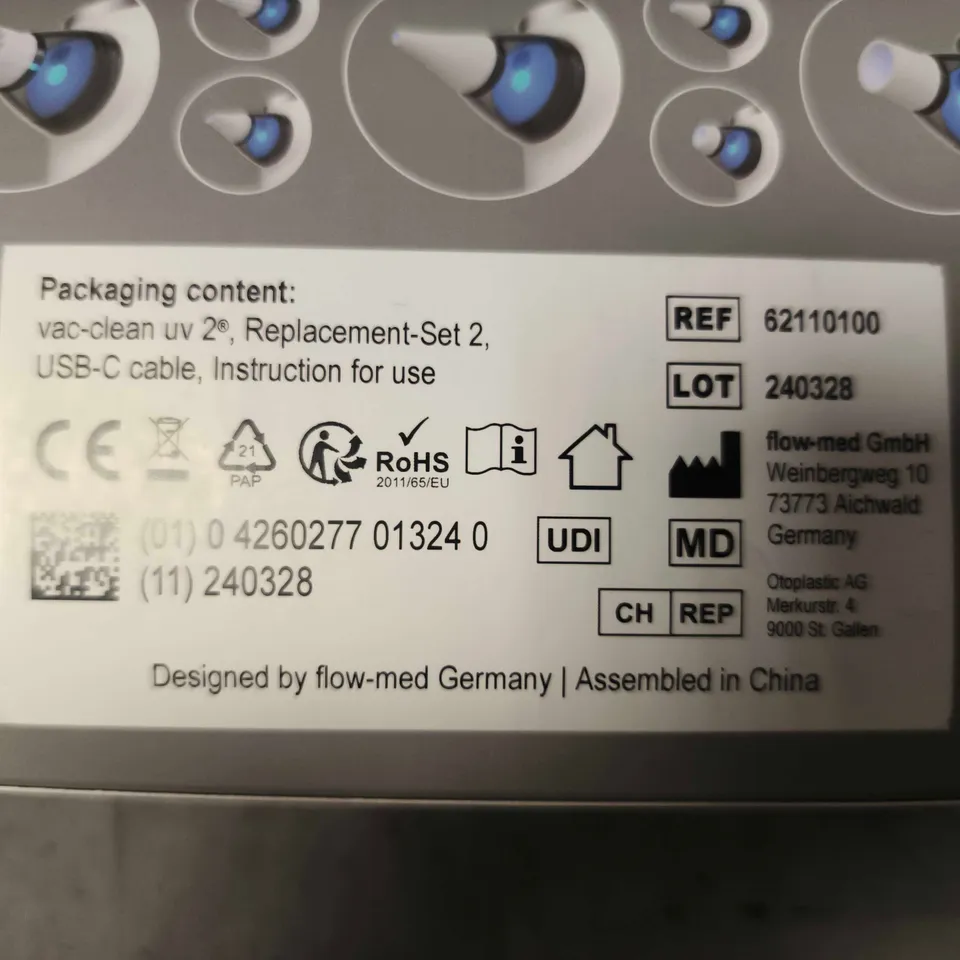 Packaging content:
vac-clean uv 2®, Replacement-Set 2,
USB-C cable, Instruction for use
REF 62110100
LOT 240328
CE
21
PAP
RoHS
2011/65/EU
i
flow-med GmbH
Weinbergweg 10
73773 Aichwald
Germany
(01) 0 4260277 01324 0
(11) 240328
UDI
MD
CH REP
Otoplastic AG
Merkurstr. 4
9000 St. Gallen
Designed by flow-med Germany | Assembled in China